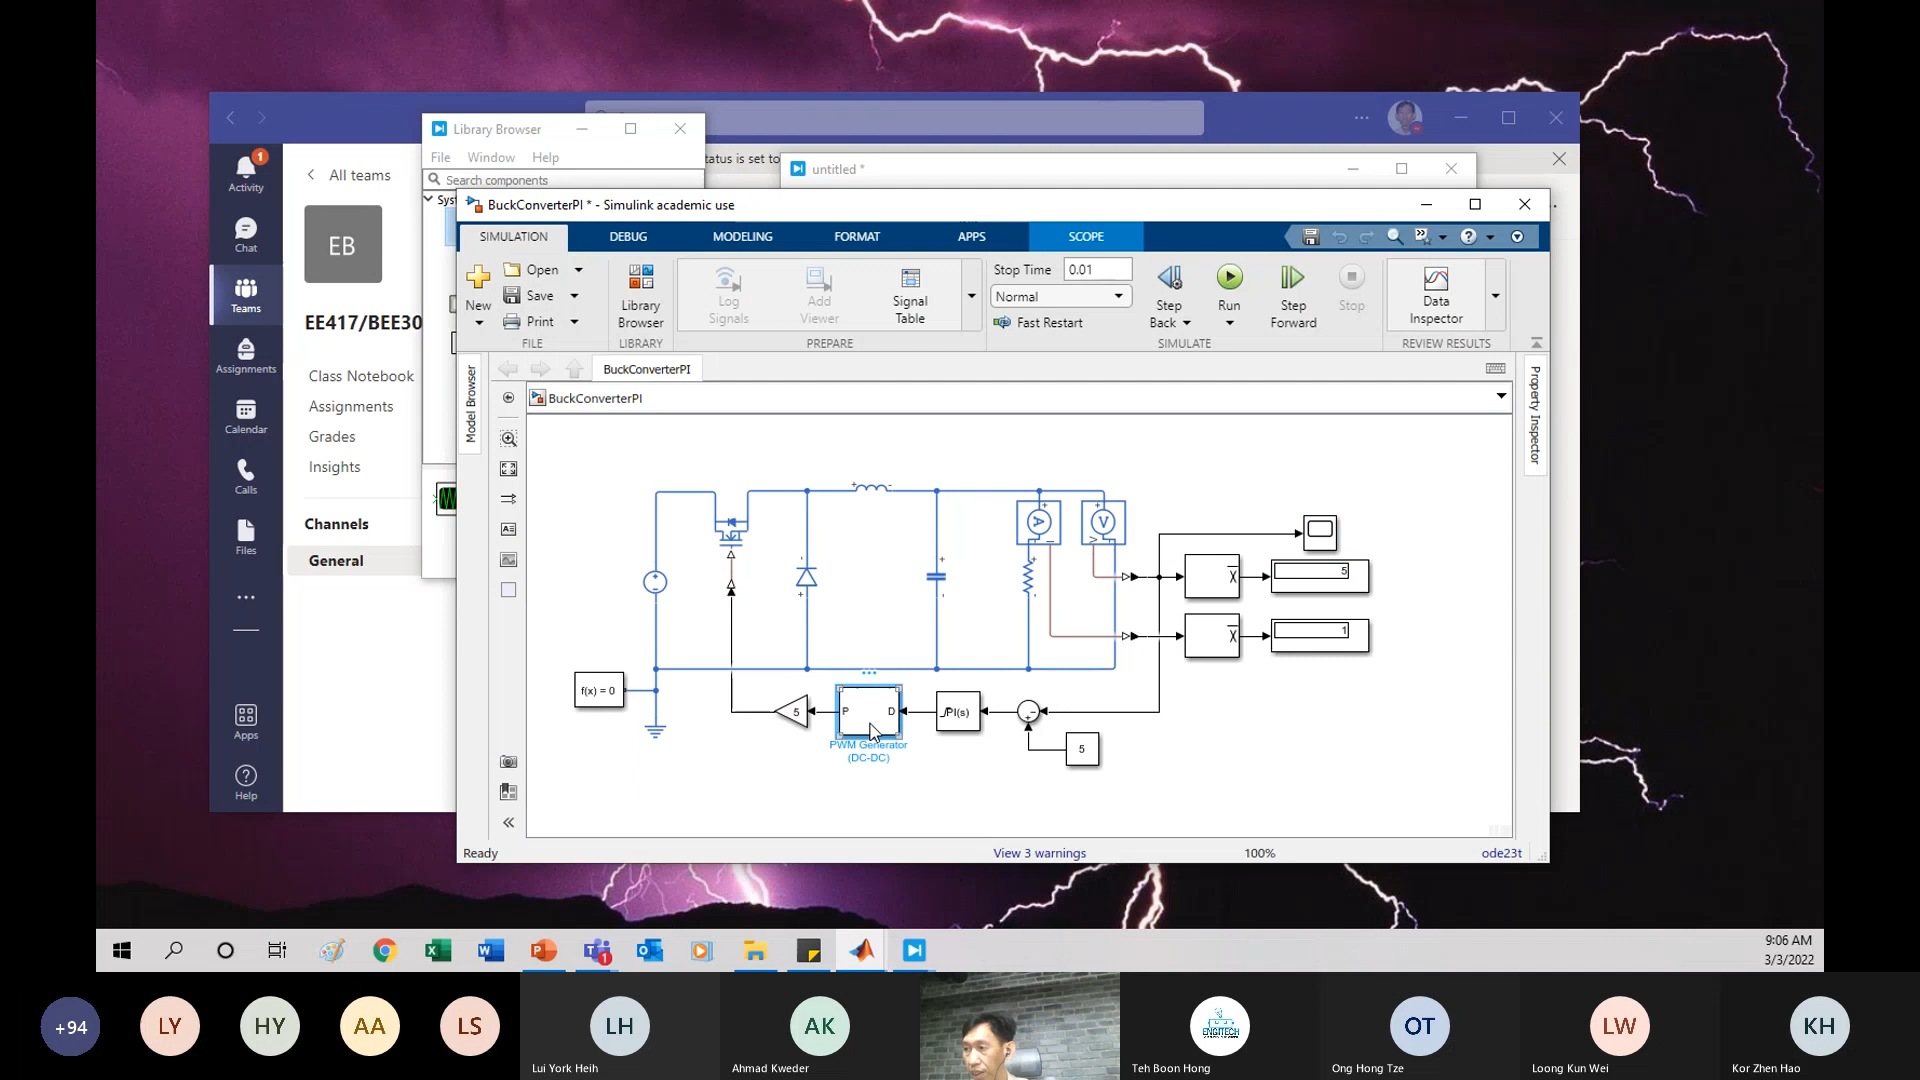 Library Browser
File Window Help
Search components
Sys
tatus is set to
untitled *
BuckConverterPI * - Simulink academic use
SIMULATION DEBUG MODELING FORMAT APPS SCOPE
New
Open
Save
Print
FILE
Library Browser
LIBRARY
Log Signals
Add Viewer
Signal Table
PREPARE
Stop Time 0.01
Normal
Fast Restart
Step Back
Run
Step Forward
Stop
SIMULATE
Data Inspector
REVIEW RESULTS
Model Browser
Property Inspector
BuckConverterPI
BuckConverterPI
A
V
5
1
f(x) = 0
5
P D
PWM Generator
(DC-DC)
PI(s)
5
Ready View 3 warnings 100% ode23t
1
Activity
Chat
Teams
Assignments
Calendar
Calls
Files
Apps
Help
All teams
EB
EE417/BEE30
Class Notebook
Assignments
Grades
Insights
Channels
General
9:06 AM
3/3/2022
+94 LY HY AA LS LH AK ENGITECH OT LW KH
Lui York Heih Ahmad Kweder Teh Boon Hong Ong Hong Tze Loong Kun Wei Kor Zhen Hao